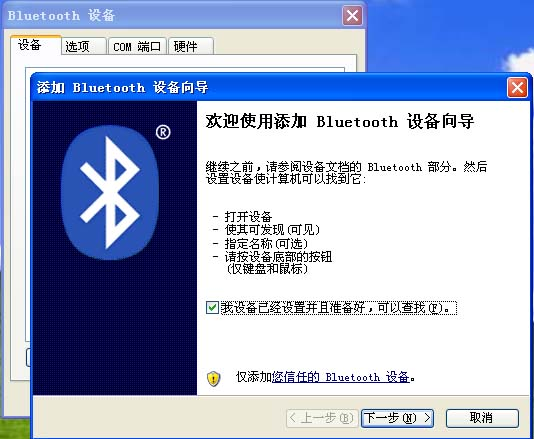 Bluetooth 设备
设备 选项 COM 端口 硬件
添加 Bluetooth 设备向导
®
欢迎使用添加 Bluetooth 设备向导
继续之前,请参阅设备文档的 Bluetooth 部分。然后
设置设备使计算机可以找到它:
- 打开设备
- 使其可发现(可见)
- 指定名称(可选)
- 请按设备底部的按钮
(仅键盘和鼠标)
我设备已经设置并且准备好,可以查找(F)。
仅添加您信任的 Bluetooth 设备。
< 上一步(B) 下一步(N) > 取消